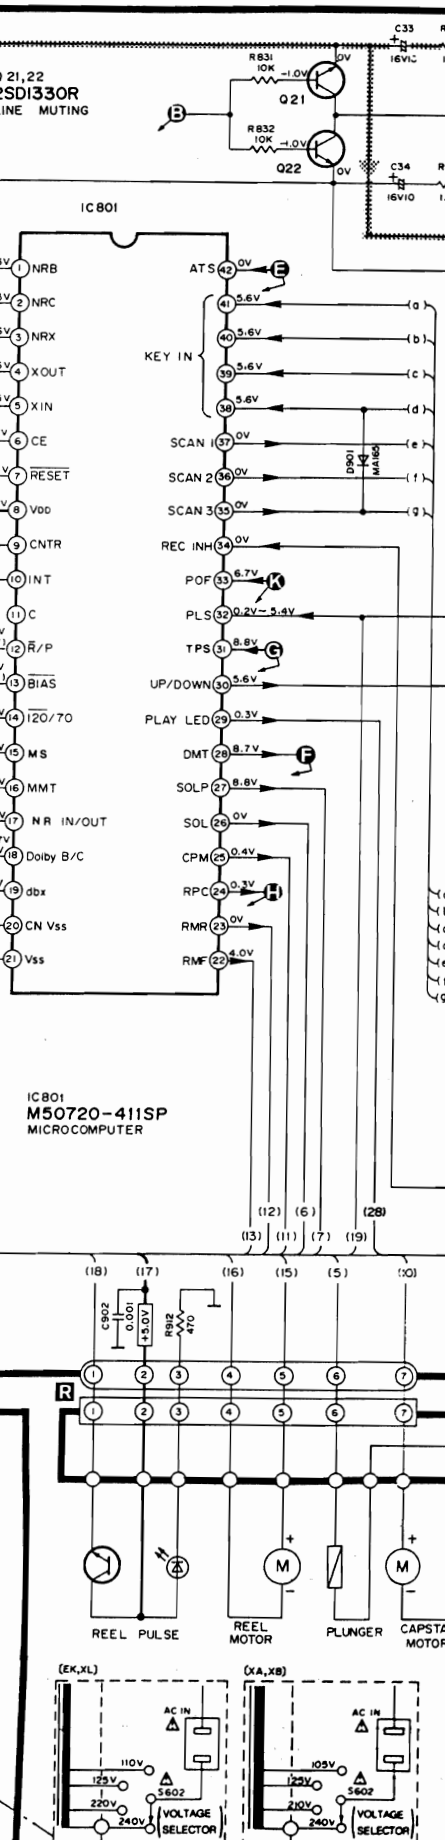 C33
16V10
0V
R831
10K
-1.0V
Q21
21,22
2SD1330R
LINE MUTING
B
R832
10K
-1.0V
Q22
0V
C34
16V10
IC801
1 NRB
ATS 42 0V E
2 NRC
41 5.6V (a)
3 NRX
40 5.6V (b)
KEY IN
4 XOUT
39 5.6V (c)
5 XIN
38 5.6V (d)
6 CE
SCAN 1 37 0V (e)
D901
MA165
7 RESET
SCAN 2 36 0V (f)
8 VDD
SCAN 3 35 0V (g)
9 CNTR
REC INH 34 0V
10 INT
POF 33 6.7V K
11 C
PLS 32 0.2V~5.4V
12 R/P
TPS 31 8.8V G
13 BIAS
UP/DOWN 30 5.6V
14 120/70
PLAY LED 29 0.3V
15 MS
DMT 28 8.7V F
16 MMT
SOLP 27 8.8V
17 NR IN/OUT
SOL 26 0V
18 Dolby B/C
CPM 25 0.4V
19 dbx
RPC 24 0.3V H
20 CN Vss
RMR 23 0V
21 Vss
RMF 22 4.0V
IC801
M50720-411SP
MICROCOMPUTER
(12) (6) (28)
(13) (11) (7) (19)
(18) (17) (16) (15) (5)
C902
0.001
+5.0V
R912
470
1 2 3 4 5 6 7
R
1 2 3 4 5 6 7
+ +
M M
- -
REEL PULSE
REEL
MOTOR
PLUNGER
MOTOR
(EK,XL) (XA,XB)
AC IN AC IN
110V 105V
125V 125V
S602 S602
220V 210V
240V 240V
(VOLTAGE SELECTOR) (VOLTAGE SELECTOR)